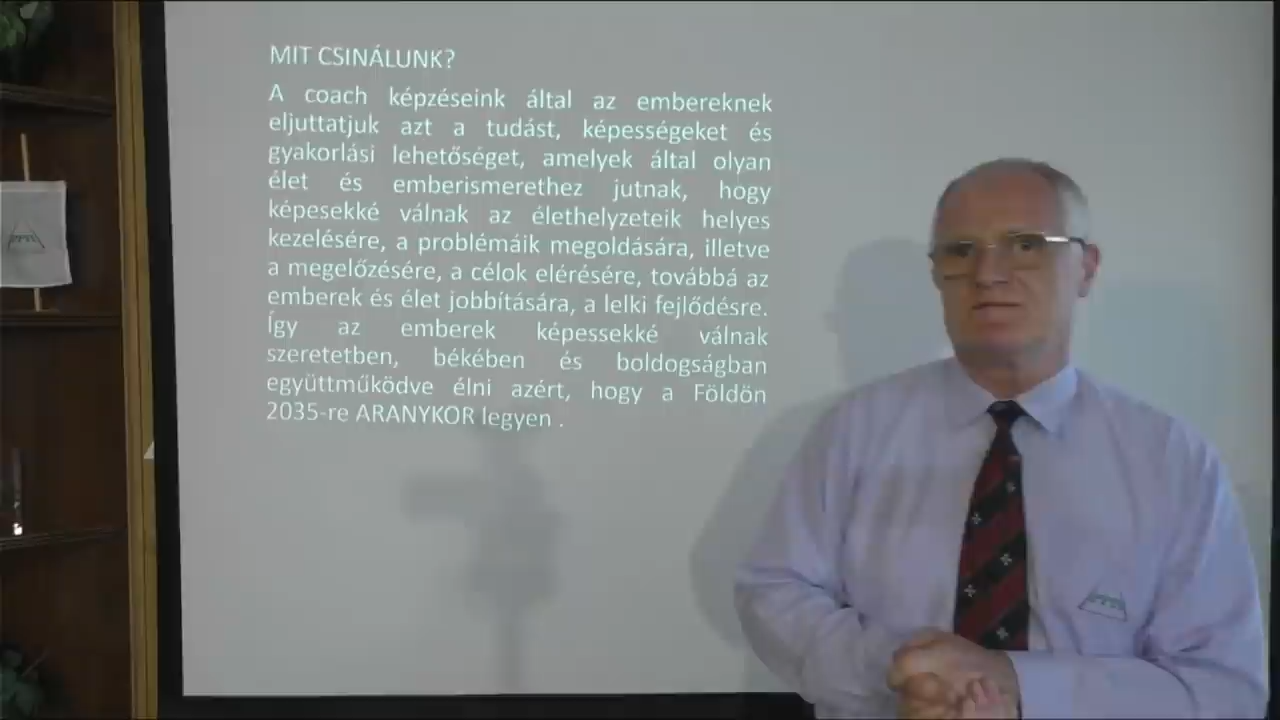 MIT CSINÁLUNK?
A coach képzéseink által az embereknek
eljuttatjuk azt a tudást, képességeket és
gyakorlási lehetőséget, amelyek által olyan
élet és emberismerethez jutnak, hogy
képesekké válnak az élethelyzeteik helyes
kezelésére, a problémáik megoldására, illetve
a megelőzésére, a célok elérésére, továbbá az
emberek és élet jobbítására, a lelki fejlődésre.
Így az emberek képessekké válnak
szeretetben, békében és boldogságban
együttműködve élni azért, hogy a Földön
2035-re ARANYKOR legyen .